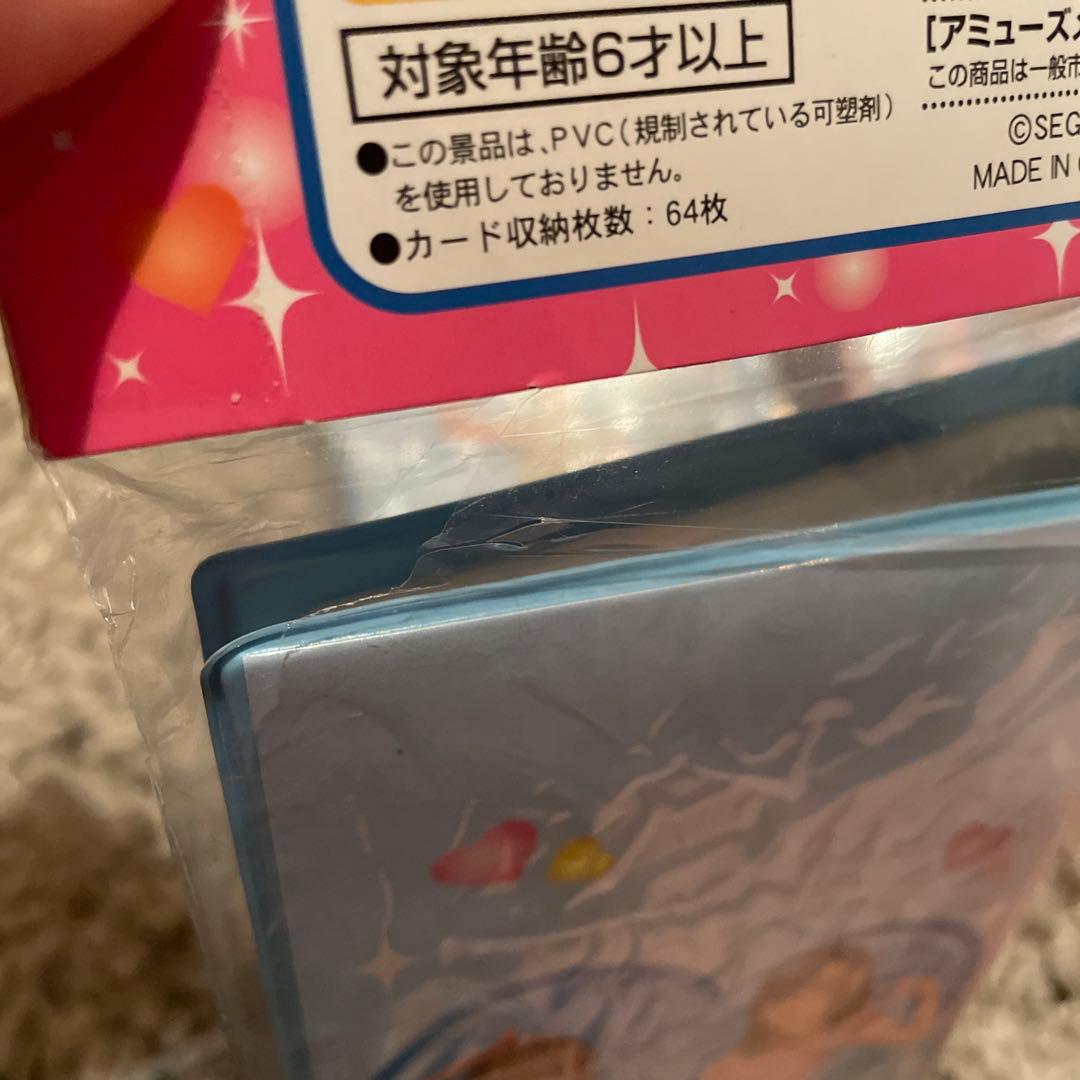 対象年齢6才以上
●この景品は、PVC(規制されている可塑剤)
を使用しておりません。
●カード収納枚数：64枚
[アミューズメ
この商品は一般市
©SEG
MADE IN